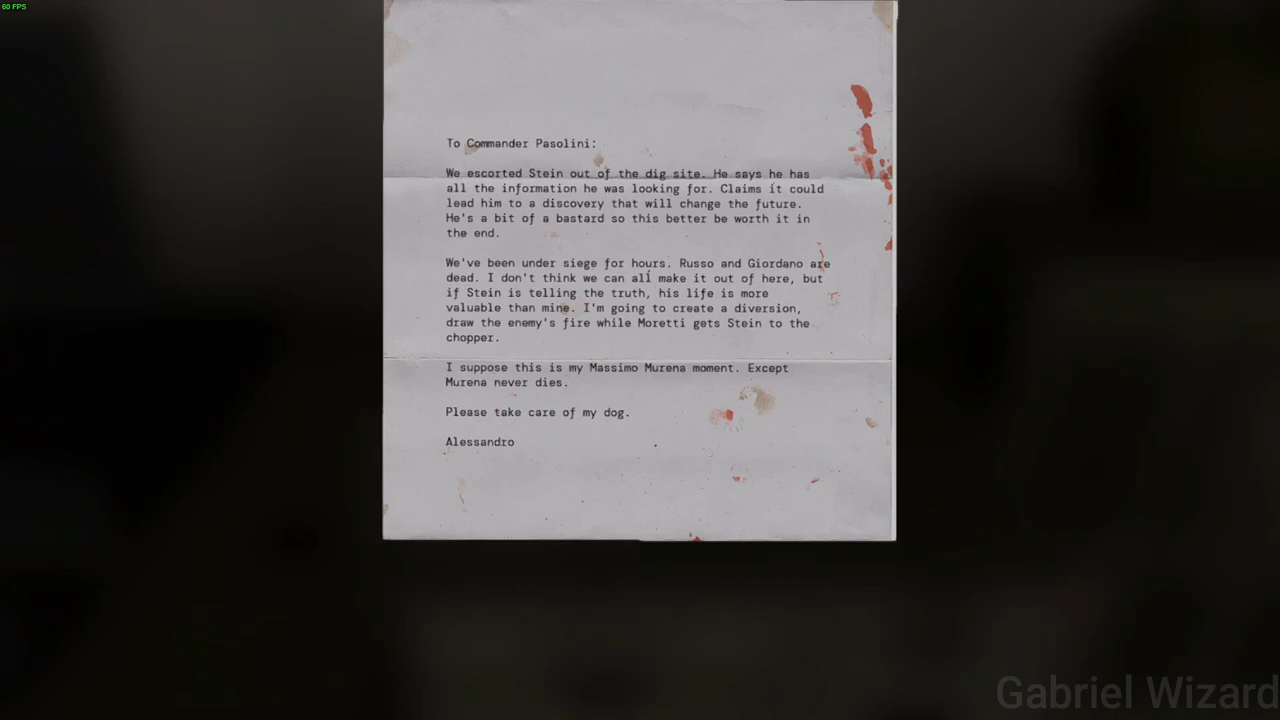 60 FPS
To Commander Pasolini:
We escorted Stein out of the dig site. He says he has
all the information he was looking for. Claims it could
lead him to a discovery that will change the future.
He's a bit of a bastard so this better be worth it in
the end.
We've been under siege for hours. Russo and Giordano are
dead. I don't think we can all make it out of here, but
if Stein is telling the truth, his life is more
valuable than mine. I'm going to create a diversion,
draw the enemy's fire while Moretti gets Stein to the
chopper.
I suppose this is my Massimo Murena moment. Except
Murena never dies.
Please take care of my dog.
Alessandro
Gabriel Wizard